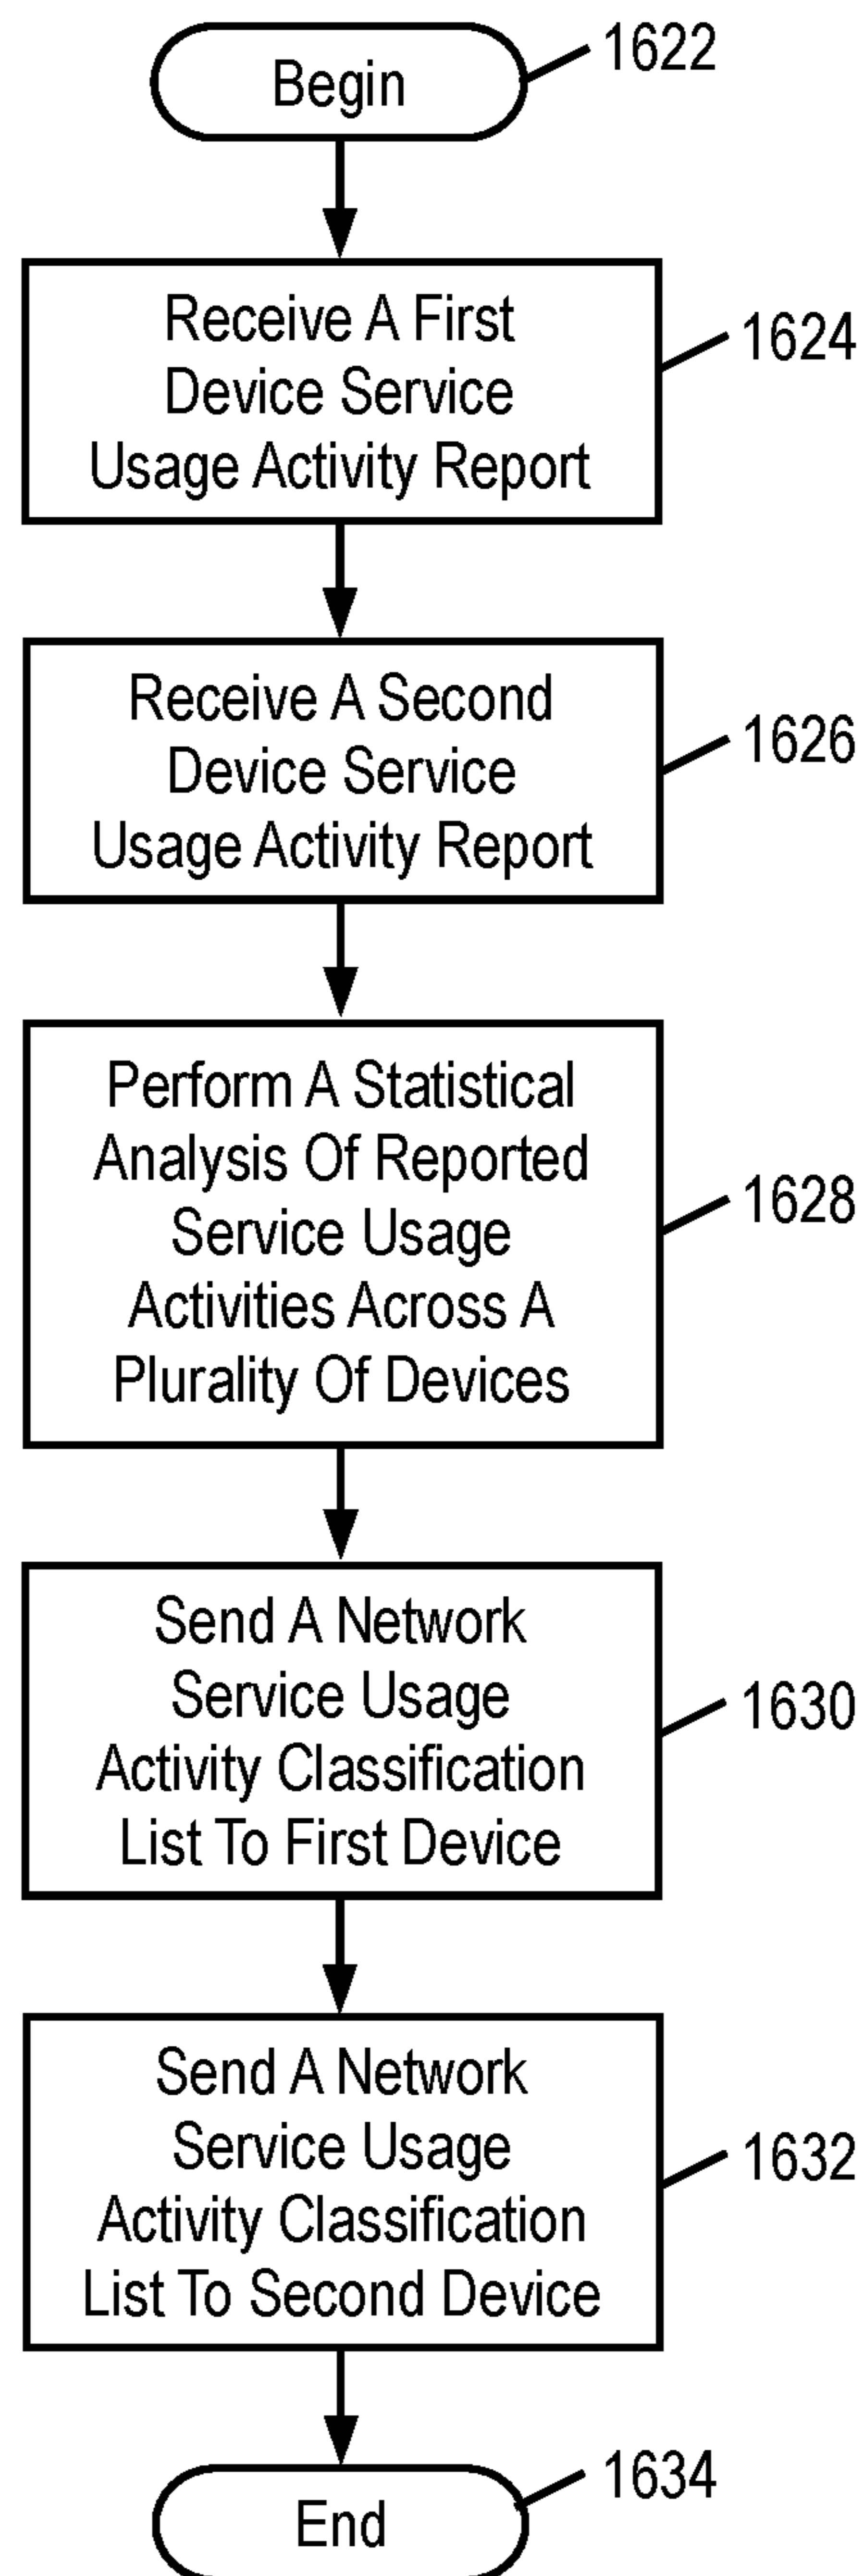 Begin
1622
Receive A First
Device Service
Usage Activity Report
1624
Receive A Second
Device Service
Usage Activity Report
1626
Perform A Statistical
Analysis Of Reported
Service Usage
Activities Across A
Plurality Of Devices
1628
Send A Network
Service Usage
Activity Classification
List To First Device
1630
Send A Network
Service Usage
Activity Classification
List To Second Device
1632
End
1634